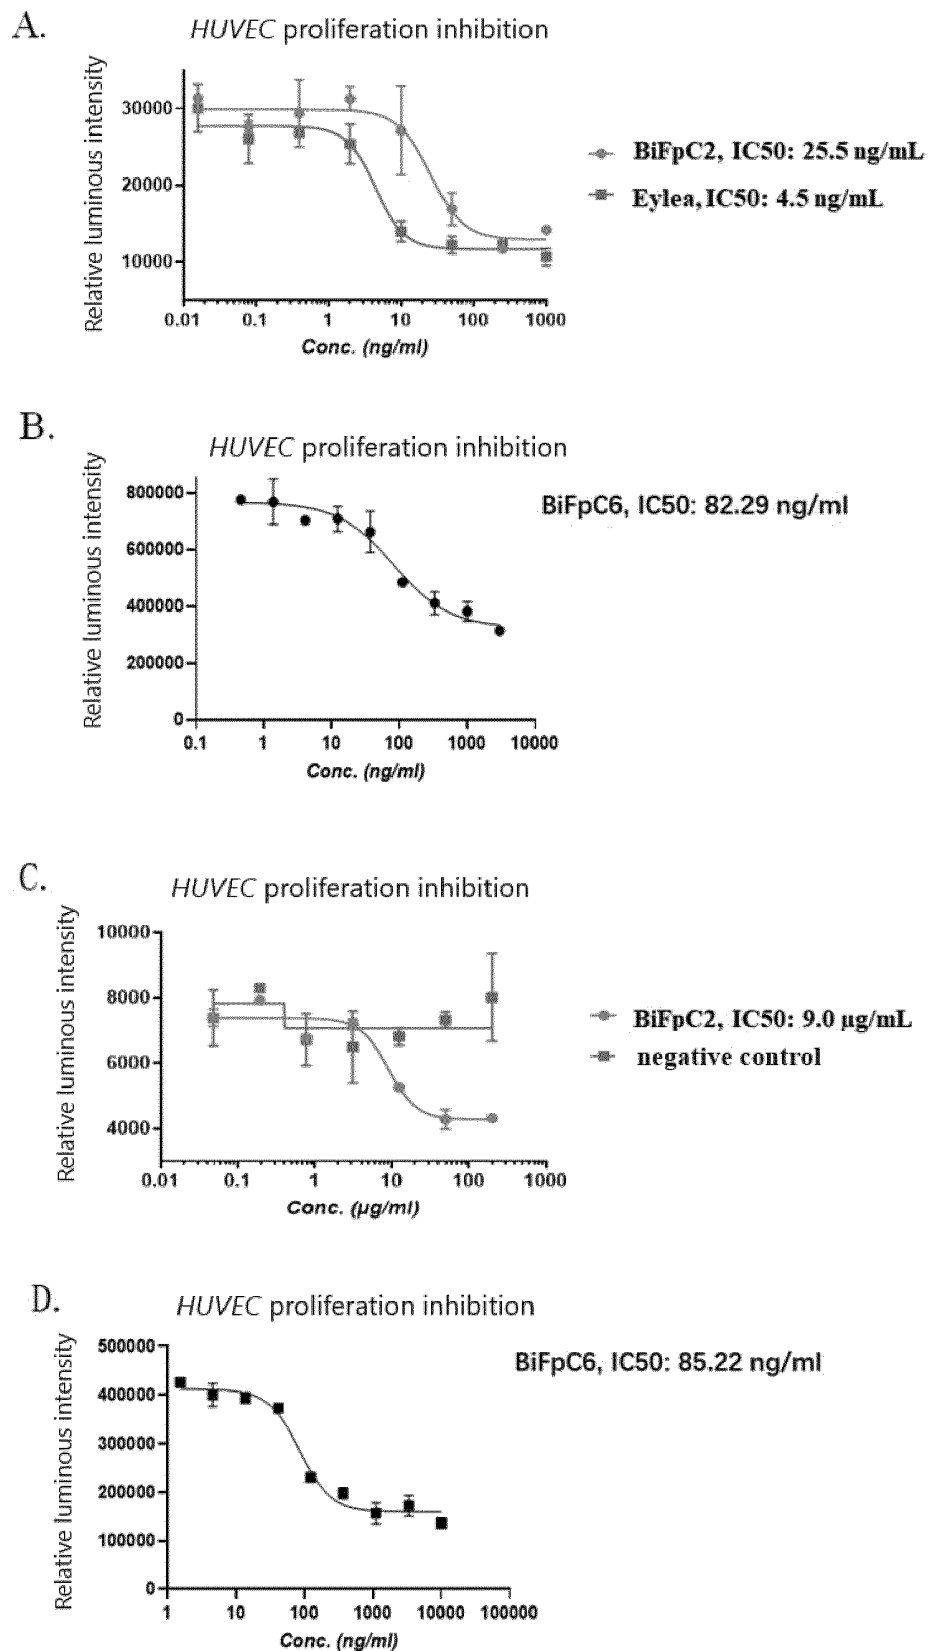 A.
HUVEC proliferation inhibition
Relative luminous intensity
30000
20000
10000
0.01 0.1 1 10 100 1000
Conc. (ng/ml)
BiFpC2, IC50: 25.5 ng/mL
Eylea, IC50: 4.5 ng/mL
B.
HUVEC proliferation inhibition
Relative luminous intensity
800000
600000
400000
200000
0
0.1 1 10 100 1000 10000
Conc. (ng/ml)
BiFpC6, IC50: 82.29 ng/ml
C.
HUVEC proliferation inhibition
Relative luminous intensity
10000
8000
6000
4000
0.01 0.1 1 10 100 1000
Conc. (µg/ml)
BiFpC2, IC50: 9.0 µg/mL
negative control
D.
HUVEC proliferation inhibition
Relative luminous intensity
500000
400000
300000
200000
100000
0
1 10 100 1000 10000 100000
Conc. (ng/ml)
BiFpC6, IC50: 85.22 ng/ml